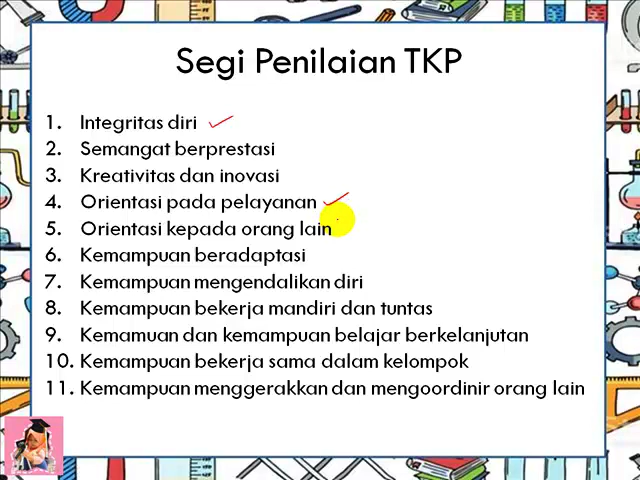 Segi Penilaian TKP
1. Integritas diri
2. Semangat berprestasi
3. Kreativitas dan inovasi
4. Orientasi pada pelayanan
5. Orientasi kepada orang lain
6. Kemampuan beradaptasi
7. Kemampuan mengendalikan diri
8. Kemampuan bekerja mandiri dan tuntas
9. Kemamuan dan kemampuan belajar berkelanjutan
10. Kemampuan bekerja sama dalam kelompok
11. Kemampuan menggerakkan dan mengoordinir orang lain